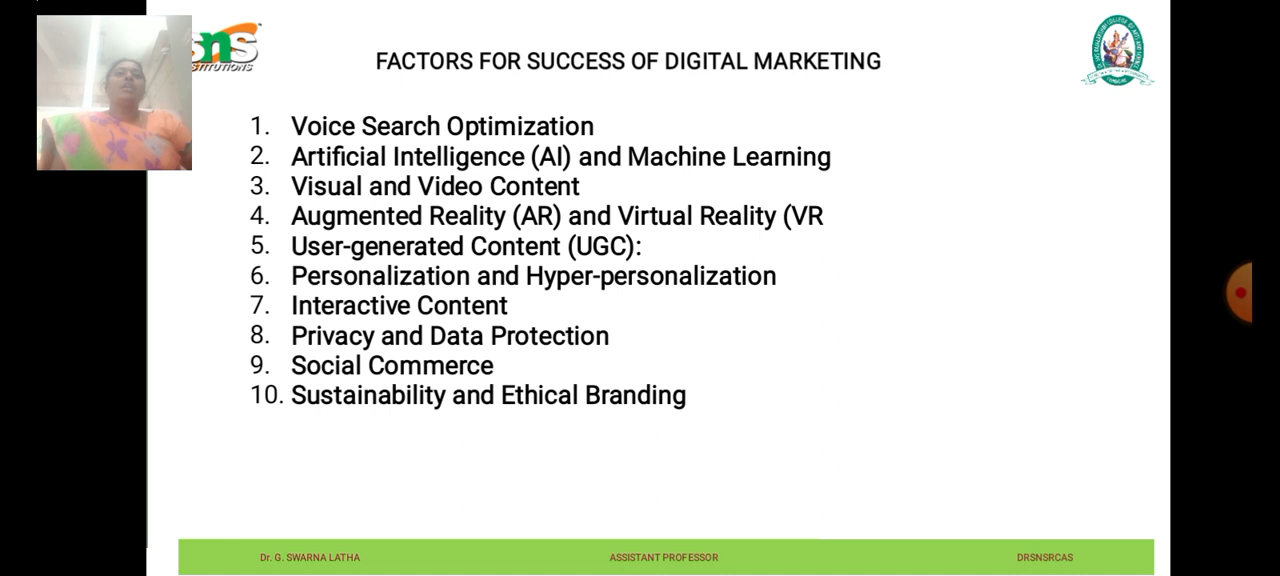 sns
STITUTIONS
FACTORS FOR SUCCESS OF DIGITAL MARKETING
1. Voice Search Optimization
2. Artificial Intelligence (AI) and Machine Learning
3. Visual and Video Content
4. Augmented Reality (AR) and Virtual Reality (VR
5. User-generated Content (UGC):
6. Personalization and Hyper-personalization
7. Interactive Content
8. Privacy and Data Protection
9. Social Commerce
10. Sustainability and Ethical Branding
Dr. G. SWARNA LATHA
ASSISTANT PROFESSOR
DRSNSRCAS